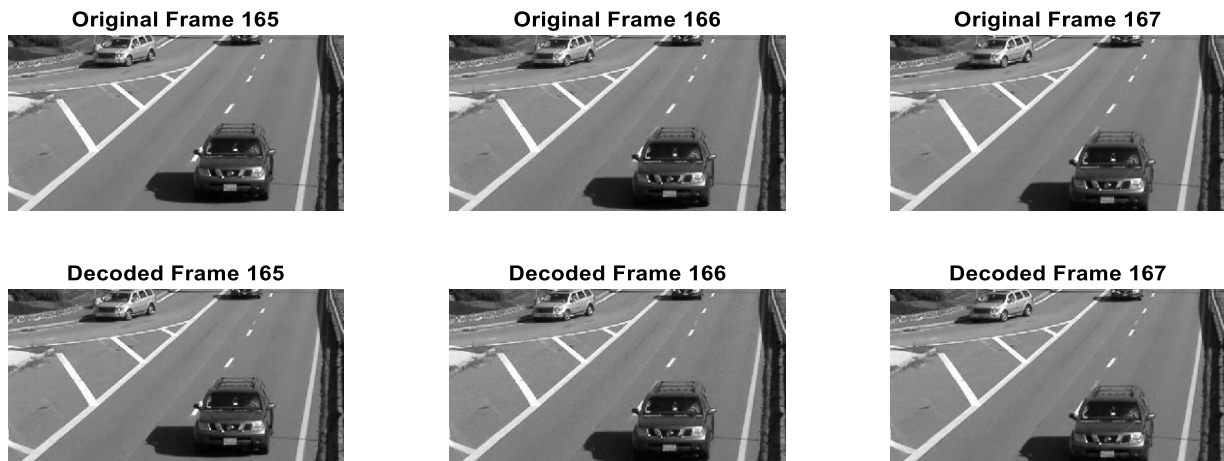 Original Frame 165
Original Frame 166
Original Frame 167
Decoded Frame 165
Decoded Frame 166
Decoded Frame 167